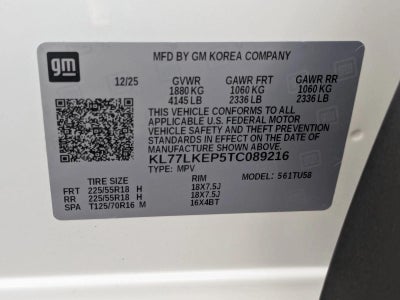 gm
MFD BY GM KOREA COMPANY
12/25 GVWR GAWR FRT GAWR RR
1880 KG 1060 KG 1060 KG
4145 LB 2336 LB 2336 LB
THIS VEHICLE CONFORMS TO ALL
APPLICABLE U.S. FEDERAL MOTOR
VEHICLE SAFETY AND THEFT PREVENTION
STANDARDS IN EFFECT ON THE DATE OF
MANUFACTURE SHOWN ABOVE.
KL77LKEP5TC089216
TYPE: MPV MODEL: 561TU58
TIRE SIZE RIM
FRT 225/55R18 H 18X7.5J
RR 225/55R18 H 18X7.5J
SPA T125/70R16 M 16X4BT